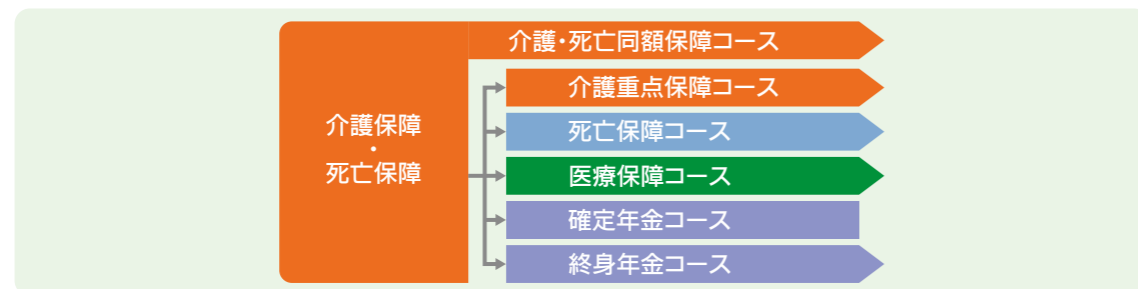 介護保障
・
死亡保障
介護・死亡同額保障コース
介護重点保障コース
死亡保障コース
医療保障コース
確定年金コース
終身年金コース